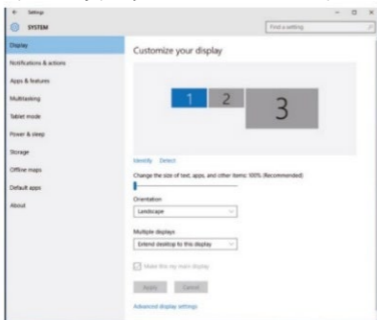 Settings
SYSTEM
Find a setting
Display
Notifications & actions
Apps & features
Multitasking
Tablet mode
Power & sleep
Storage
Offline maps
Default apps
About
Customize your display
1 2 3
Identify Detect
Change the size of text, apps, and other items: 100% (Recommended)
Orientation
Landscape
Multiple displays
Extend desktop to this display
Make this my main display
Apply Cancel
Advanced display settings